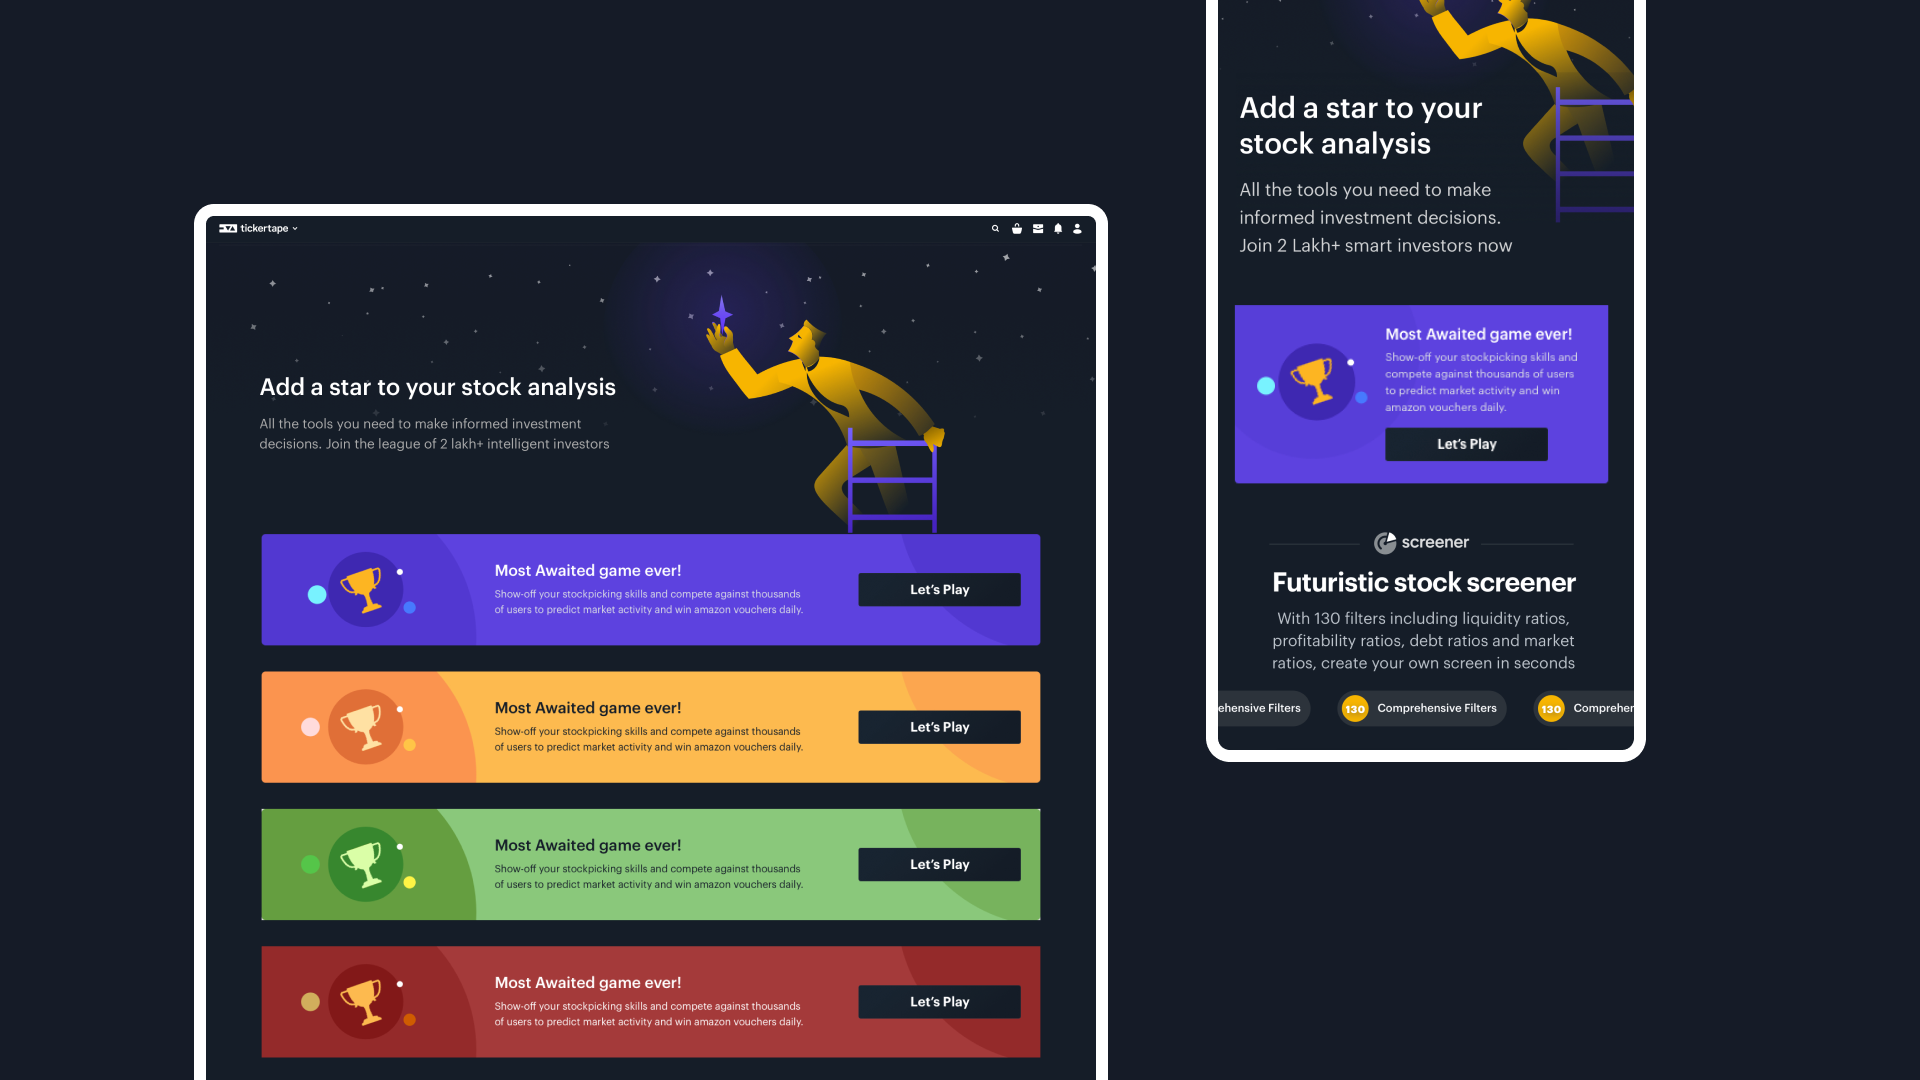 tickertape
Add a star to your stock analysis
All the tools you need to make informed investment
decisions. Join the league of 2 lakh+ intelligent investors
Most Awaited game ever!
Show-off your stockpicking skills and compete against thousands
of users to predict market activity and win amazon vouchers daily.
Let's Play
Most Awaited game ever!
Show-off your stockpicking skills and compete against thousands
of users to predict market activity and win amazon vouchers daily.
Let's Play
Most Awaited game ever!
Show-off your stockpicking skills and compete against thousands
of users to predict market activity and win amazon vouchers daily.
Let's Play
Most Awaited game ever!
Show-off your stockpicking skills and compete against thousands
of users to predict market activity and win amazon vouchers daily.
Let's Play
Add a star to your
stock analysis
All the tools you need to make
informed investment decisions.
Join 2 Lakh+ smart investors now
Most Awaited game ever!
Show-off your stockpicking skills and
compete against thousands of users
to predict market activity and win
amazon vouchers daily.
Let's Play
screener
Futuristic stock screener
With 130 filters including liquidity ratios,
profitability ratios, debt ratios and market
ratios, create your own screen in seconds
ehensive Filters
130 Comprehensive Filters
130 Comprehen